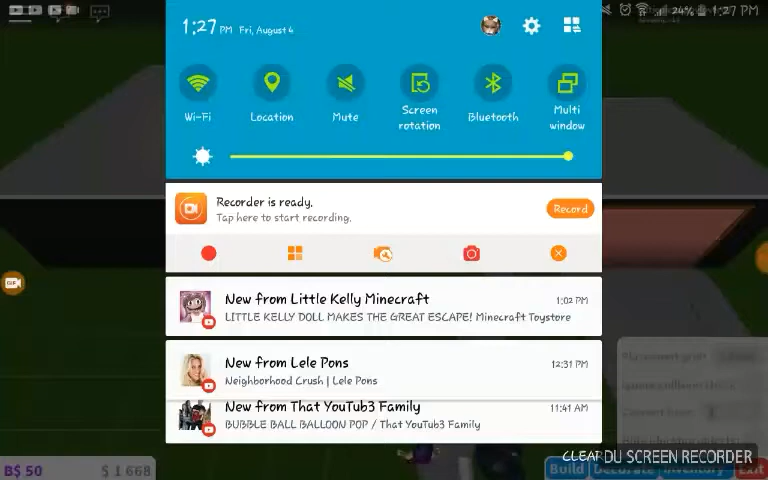 1:27 PM Fri, August 4
24% 1:27 PM
Wi-Fi
Location
Mute
Screen rotation
Bluetooth
Multi window
Recorder is ready.
Tap here to start recording.
Record
New from Little Kelly Minecraft
1:02 PM
LITTLE KELLY DOLL MAKES THE GREAT ESCAPE! Minecraft Toystore
New from Lele Pons
12:31 PM
Neighborhood Crush | Lele Pons
New from That YouTub3 Family
11:41 AM
BUBBLE BALL BALLOON POP / That YouTub3 Family
GIF
B$ 50
$ 1 668
CLEAR
DU SCREEN RECORDER
Build
Decorate
Inventory
Exit